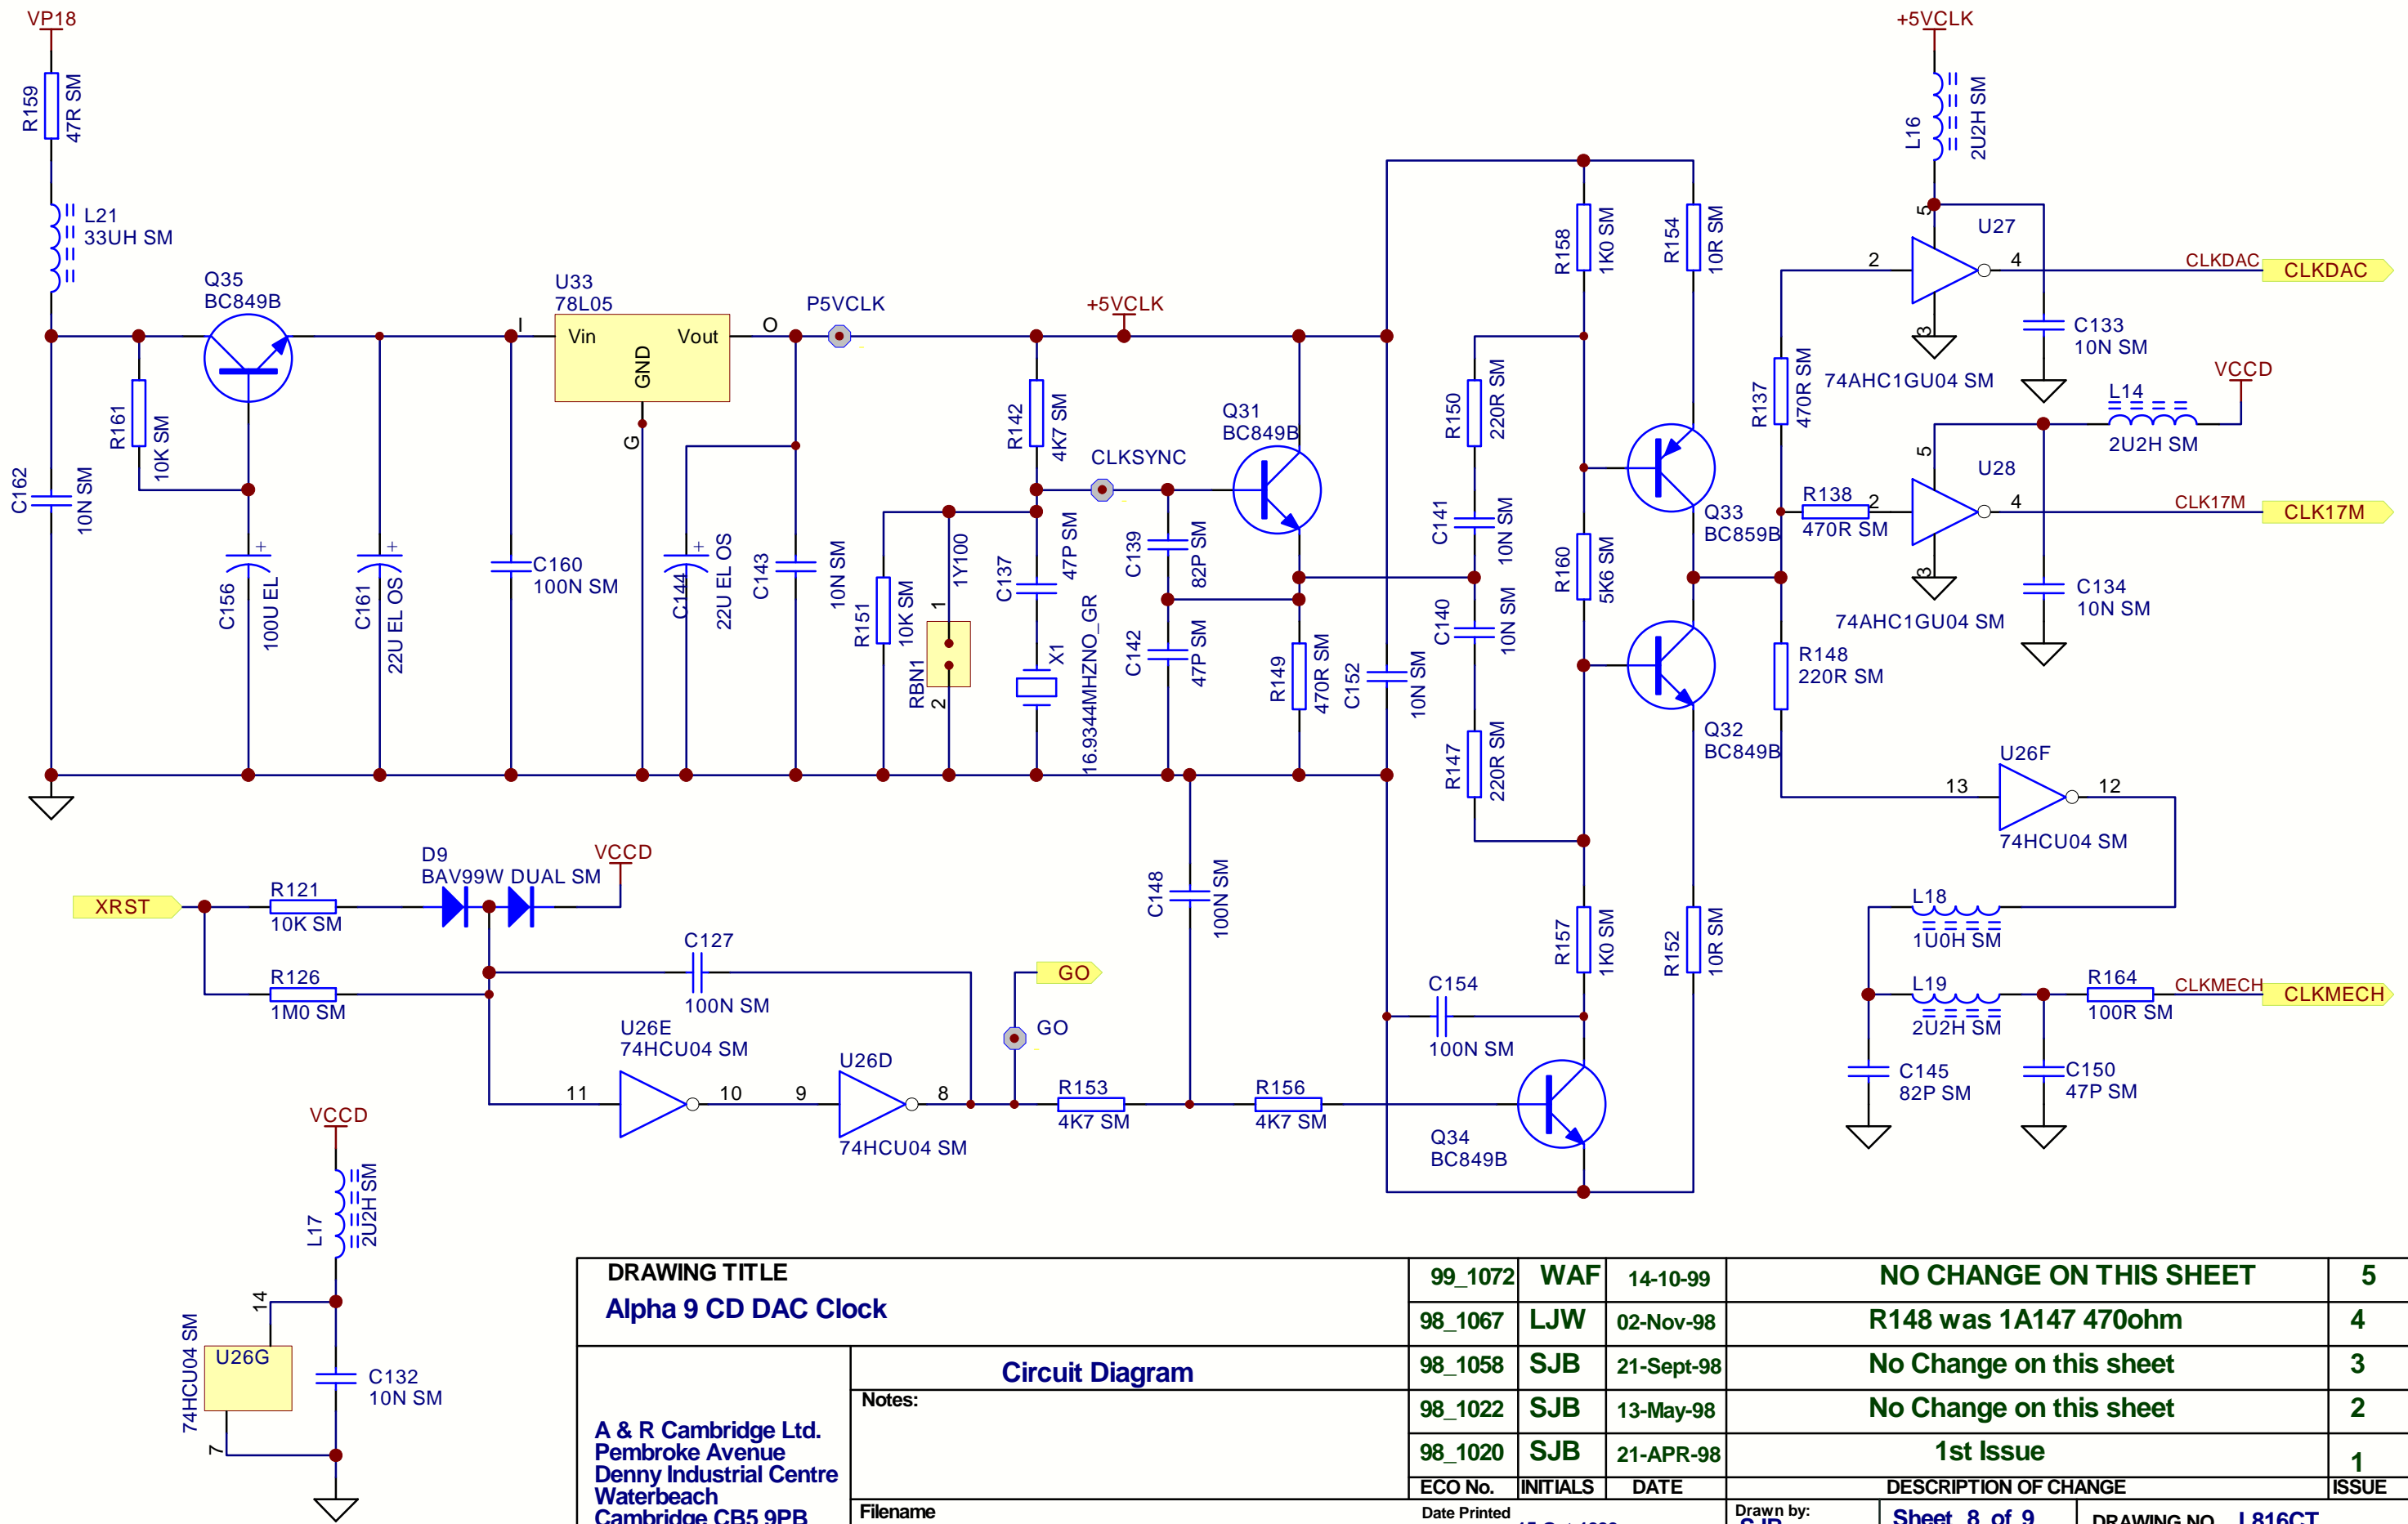 VP18
R159
47R SM
L21
33UH SM
Q35
BC849B
R161
10K SM
C162
10N SM
C156
100U EL
+
C161
22U EL OS
+
C160
100N SM
U33
78L05
I
Vin
Vout
GND
O
G
P5VCLK
+5VCLK
C144
22U EL OS
+
C143
10N SM
R142
4K7 SM
CLKSYNC
R151
10K SM
1Y100
RBN1
1
2
C137
47P SM
X1
16.9344MHZNO_GR
C139
82P SM
C142
47P SM
Q31
BC849B
R149
470R SM
C152
10N SM
R150
220R SM
C141
10N SM
C140
10N SM
R147
220R SM
R158
1K0 SM
R154
10R SM
R160
5K6 SM
Q33
BC859B
Q32
BC849B
R157
1K0 SM
R152
10R SM
+5VCLK
L16
2U2H SM
5
U27
2
4
3
CLKDAC
CLKDAC
C133
10N SM
74AHC1GU04 SM
R137
470R SM
VCCD
L14
2U2H SM
5
U28
R138
470R SM
2
4
3
CLK17M
CLK17M
C134
10N SM
74AHC1GU04 SM
R148
220R SM
U26F
13
12
74HCU04 SM
L18
1U0H SM
L19
2U2H SM
R164
100R SM
CLKMECH
CLKMECH
C145
82P SM
C150
47P SM
XRST
R121
10K SM
D9
BAV99W DUAL SM
VCCD
R126
1M0 SM
C127
100N SM
U26E
74HCU04 SM
11
10
U26D
9
8
74HCU04 SM
GO
GO
R153
4K7 SM
C148
100N SM
R156
4K7 SM
C154
100N SM
Q34
BC849B
VCCD
L17
2U2H SM
14
U26G
74HCU04 SM
7
C132
10N SM
DRAWING TITLE
Alpha 9 CD DAC Clock
Circuit Diagram
Notes:
A & R Cambridge Ltd.
Pembroke Avenue
Denny Industrial Centre
Waterbeach
Cambridge CB5 9PB
Filename
99_1072 WAF 14-10-99 NO CHANGE ON THIS SHEET 5
98_1067 LJW 02-Nov-98 R148 was 1A147 470ohm 4
98_1058 SJB 21-Sept-98 No Change on this sheet 3
98_1022 SJB 13-May-98 No Change on this sheet 2
98_1020 SJB 21-APR-98 1st Issue 1
ECO No. INITIALS DATE DESCRIPTION OF CHANGE ISSUE
Date Printed
Drawn by:
SJB
Sheet 8 of 9
DRAWING NO. L816CT